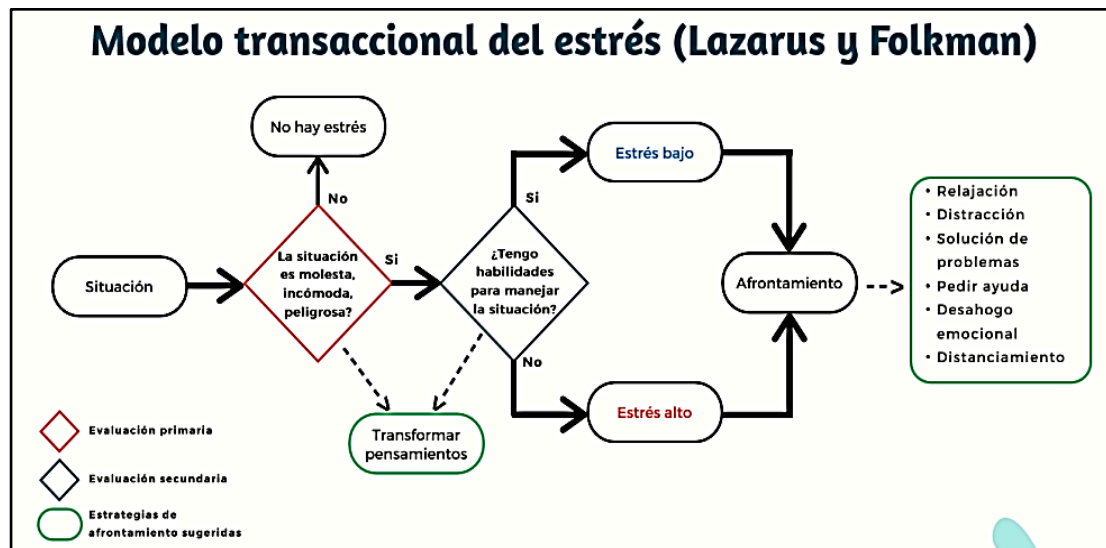 Modelo transaccional del estrés (Lazarus y Folkman)
No hay estrés
No
Situación
La situación
es molesta,
incómoda,
peligrosa?
Si
¿Tengo
habilidades
para manejar
la situación?
Si
No
Estrés bajo
Estrés alto
Transformar
pensamientos
Afrontamiento
• Relajación
• Distracción
• Solución de
problemas
• Pedir ayuda
• Desahogo
emocional
• Distanciamiento
Evaluación primaria
Evaluación secundaria
Estrategias de
afrontamiento sugeridas